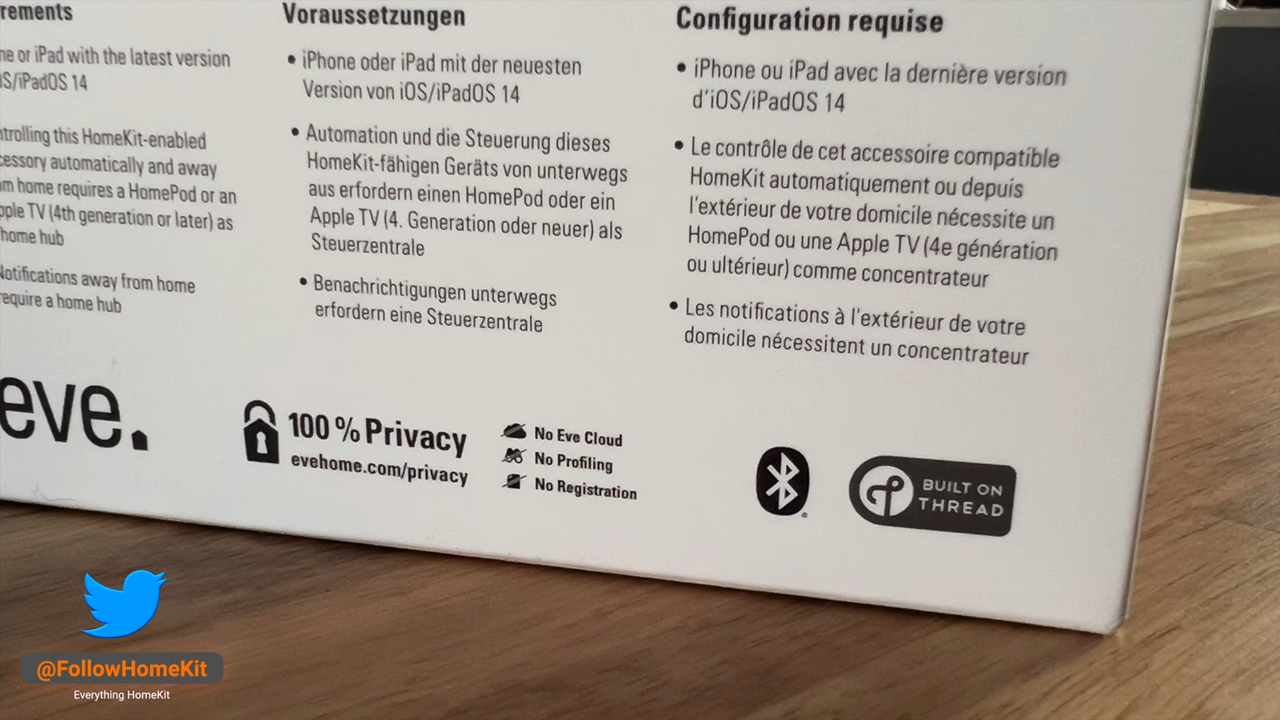 rements
ne or iPad with the latest version
S/iPadOS 14
ntrolling this HomeKit-enabled
cessory automatically and away
om home requires a HomePod or an
pple TV (4th generation or later) as
home hub
Notifications away from home
require a home hub
Voraussetzungen
• iPhone oder iPad mit der neuesten
Version von iOS/iPadOS 14
• Automation und die Steuerung dieses
HomeKit-fähigen Geräts von unterwegs
aus erfordern einen HomePod oder ein
Apple TV (4. Generation oder neuer) als
Steuerzentrale
• Benachrichtigungen unterwegs
erfordern eine Steuerzentrale
Configuration requise
• iPhone ou iPad avec la dernière version
d'iOS/iPadOS 14
• Le contrôle de cet accessoire compatible
HomeKit automatiquement ou depuis
l'extérieur de votre domicile nécessite un
HomePod ou une Apple TV (4e génération
ou ultérieur) comme concentrateur
• Les notifications à l'extérieur de votre
domicile nécessitent un concentrateur
eve.
100 % Privacy
evehome.com/privacy
No Eve Cloud
No Profiling
No Registration
BUILT ON
THREAD
@FollowHomeKit
Everything HomeKit